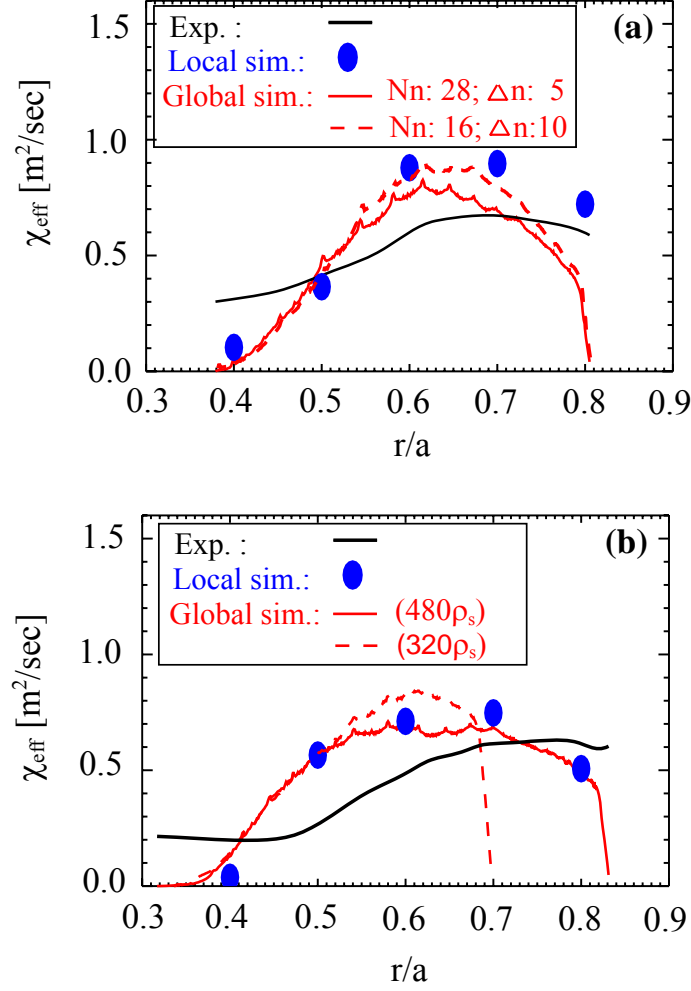 1.5
(a)
Exp. :
Local sim.:
Global sim.: Nn: 28; Δn: 5
Nn: 16; Δn:10
1.0
χeff [m²/sec]
0.5
0.0
0.3 0.4 0.5 0.6 0.7 0.8 0.9
r/a
1.5
(b)
Exp. :
Local sim.:
Global sim.: (480ρs)
(320ρs)
1.0
χeff [m²/sec]
0.5
0.0
0.3 0.4 0.5 0.6 0.7 0.8 0.9
r/a